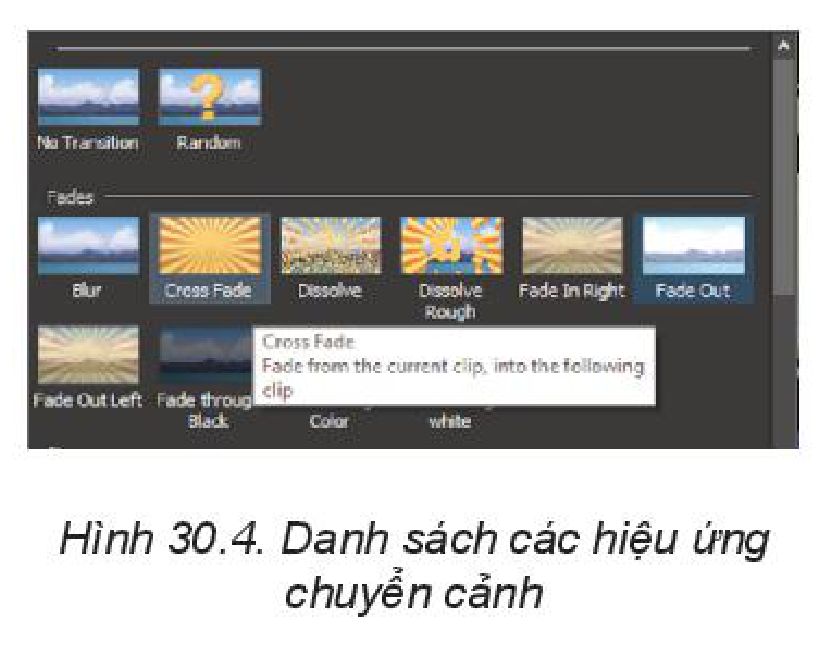 No Transition Random
Fades
Blur Cross Fade Dissolve Dissolve Rough Fade In Right Fade Out
Cross Fade
Fade from the current clip, into the following
clip
Fade Out Left Fade throug Black Color white
Hình 30.4. Danh sách các hiệu ứng
chuyển cảnh